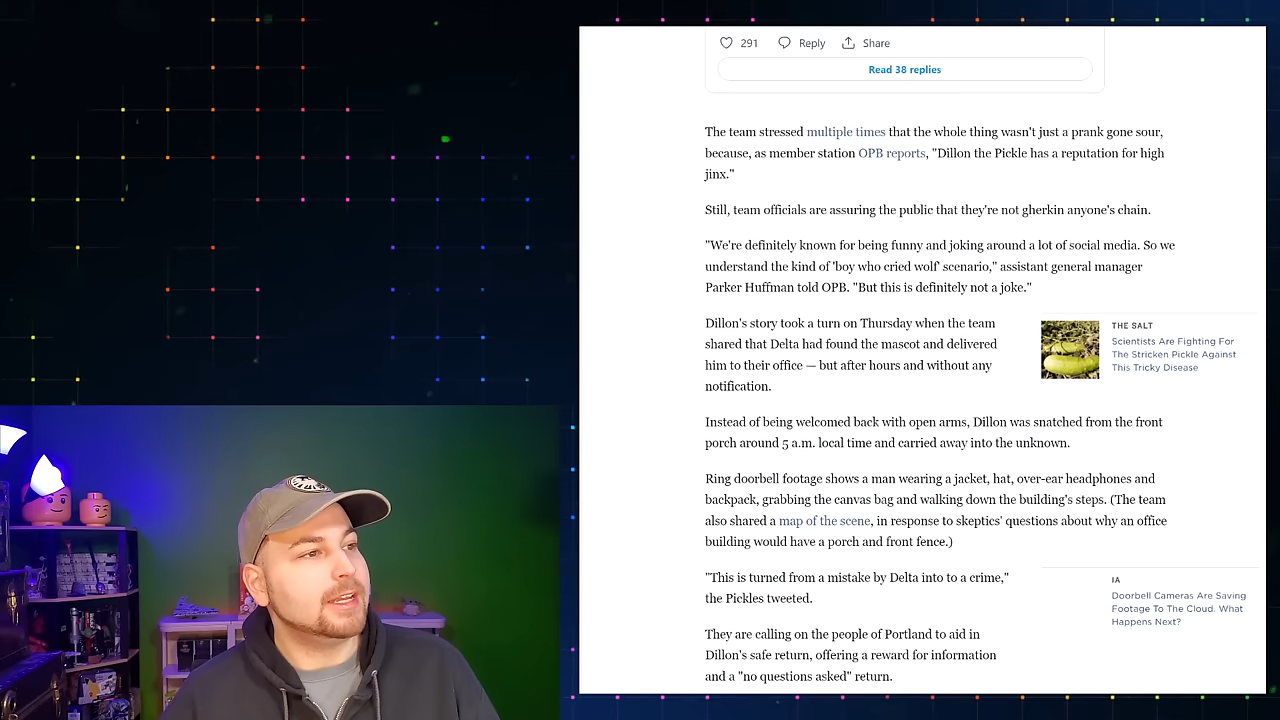 291 Reply Share
Read 38 replies
The team stressed multiple times that the whole thing wasn't just a prank gone sour,
because, as member station OPB reports, "Dillon the Pickle has a reputation for high
jinx."
Still, team officials are assuring the public that they're not gherkin anyone's chain.
"We're definitely known for being funny and joking around a lot of social media. So we
understand the kind of 'boy who cried wolf' scenario," assistant general manager
Parker Huffman told OPB. "But this is definitely not a joke."
Dillon's story took a turn on Thursday when the team
shared that Delta had found the mascot and delivered
him to their office — but after hours and without any
notification.
THE SALT
Scientists Are Fighting For
The Stricken Pickle Against
This Tricky Disease
Instead of being welcomed back with open arms, Dillon was snatched from the front
porch around 5 a.m. local time and carried away into the unknown.
Ring doorbell footage shows a man wearing a jacket, hat, over-ear headphones and
backpack, grabbing the canvas bag and walking down the building's steps. (The team
also shared a map of the scene, in response to skeptics' questions about why an office
building would have a porch and front fence.)
"This is turned from a mistake by Delta into to a crime,"
the Pickles tweeted.
They are calling on the people of Portland to aid in
Dillon's safe return, offering a reward for information
and a "no questions asked" return.
IA
Doorbell Cameras Are Saving
Footage To The Cloud. What
Happens Next?